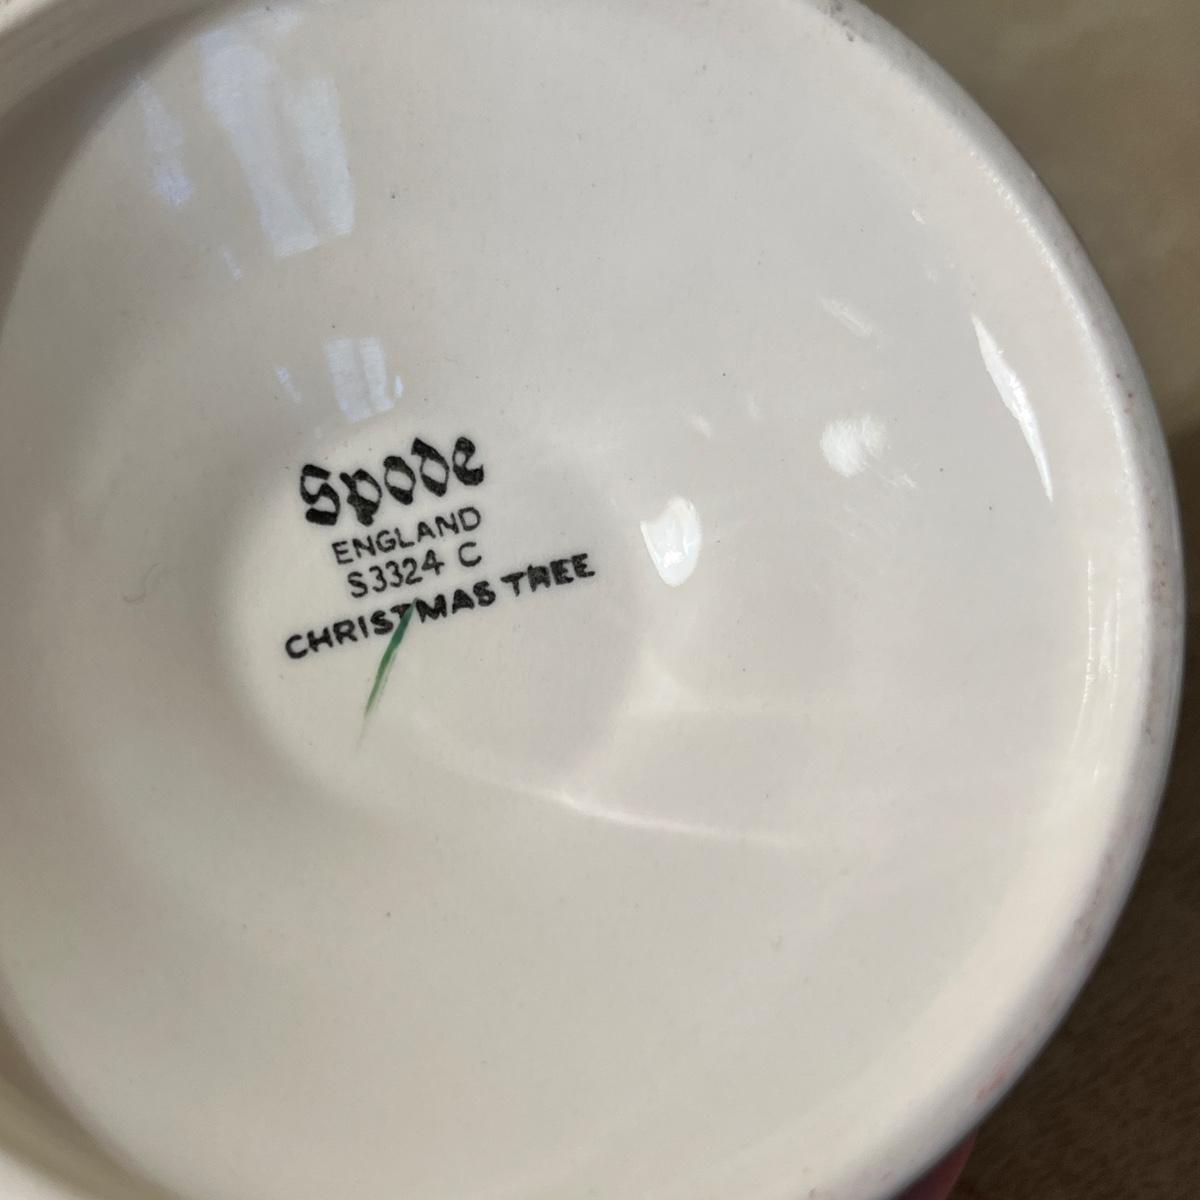 Spode
ENGLAND
S3324 C
CHRISTMAS TREE